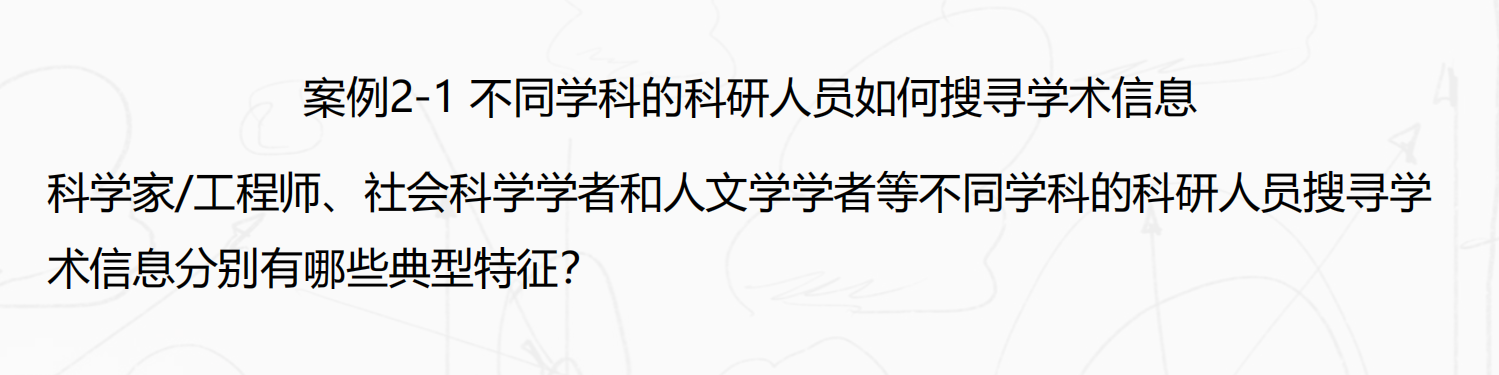 案例2-1 不同学科的科研人员如何搜寻学术信息
科学家/工程师、社会科学学者和人文学学者等不同学科的科研人员搜寻学
术信息分别有哪些典型特征？